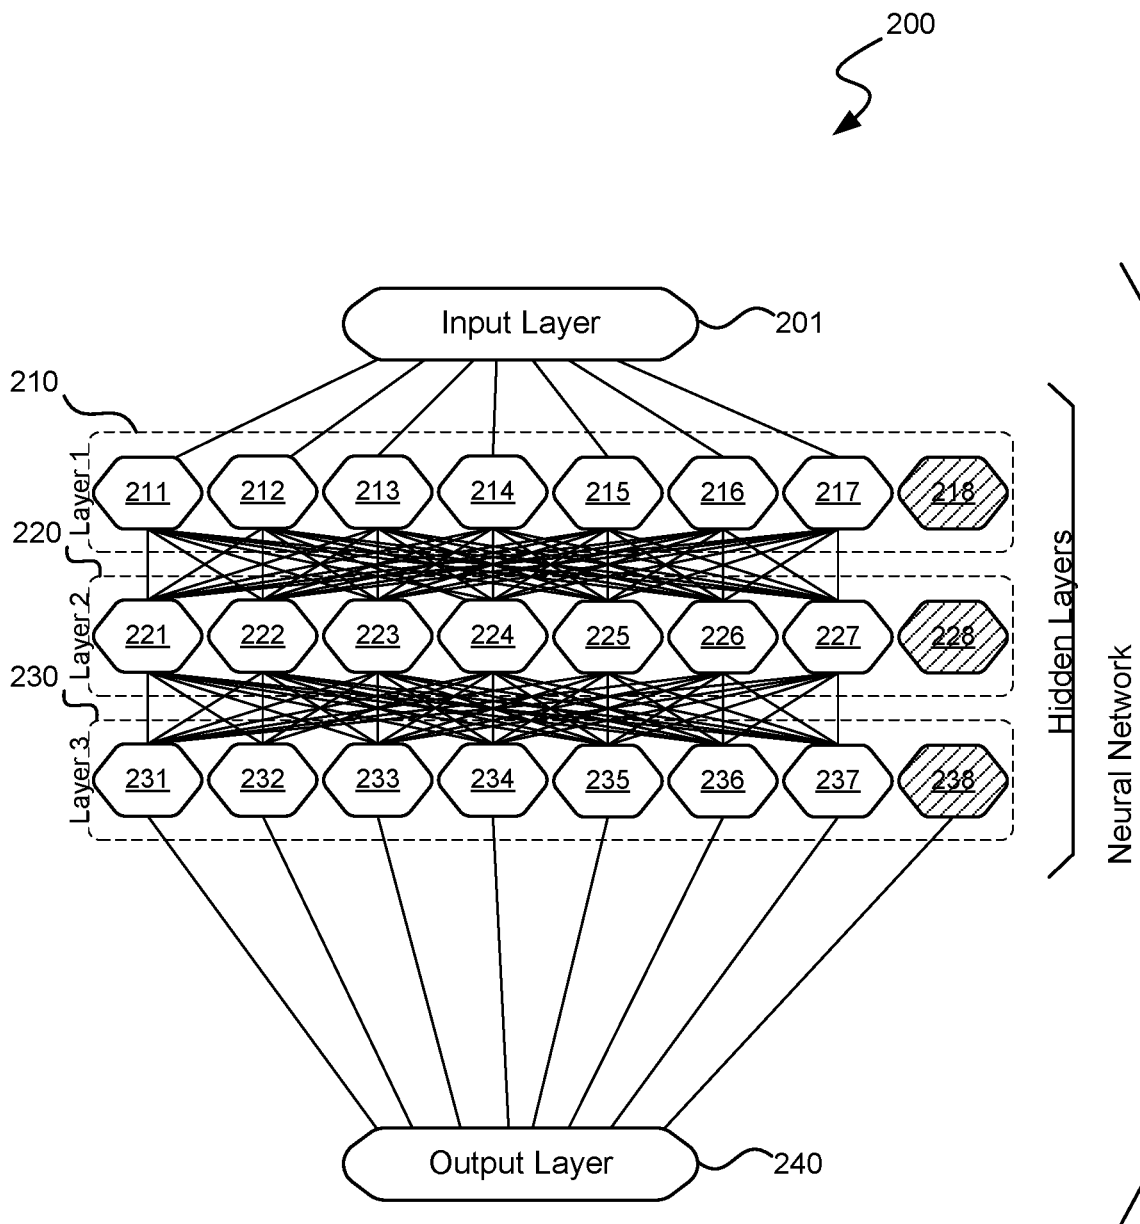 200
Input Layer
201
210
Layer 1
211 212 213 214 215 216 217 218
220
Layer 2
221 222 223 224 225 226 227 228
230
Layer 3
231 232 233 234 235 236 237 238
Hidden Layers
Neural Network
Output Layer
240